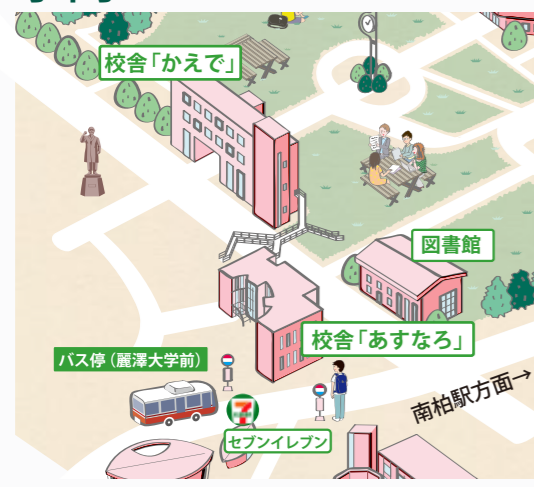 校舎「かえで」
図書館
校舎「あすなろ」
バス停（麗澤大学前）
南柏駅方面→
7
セブンイレブン